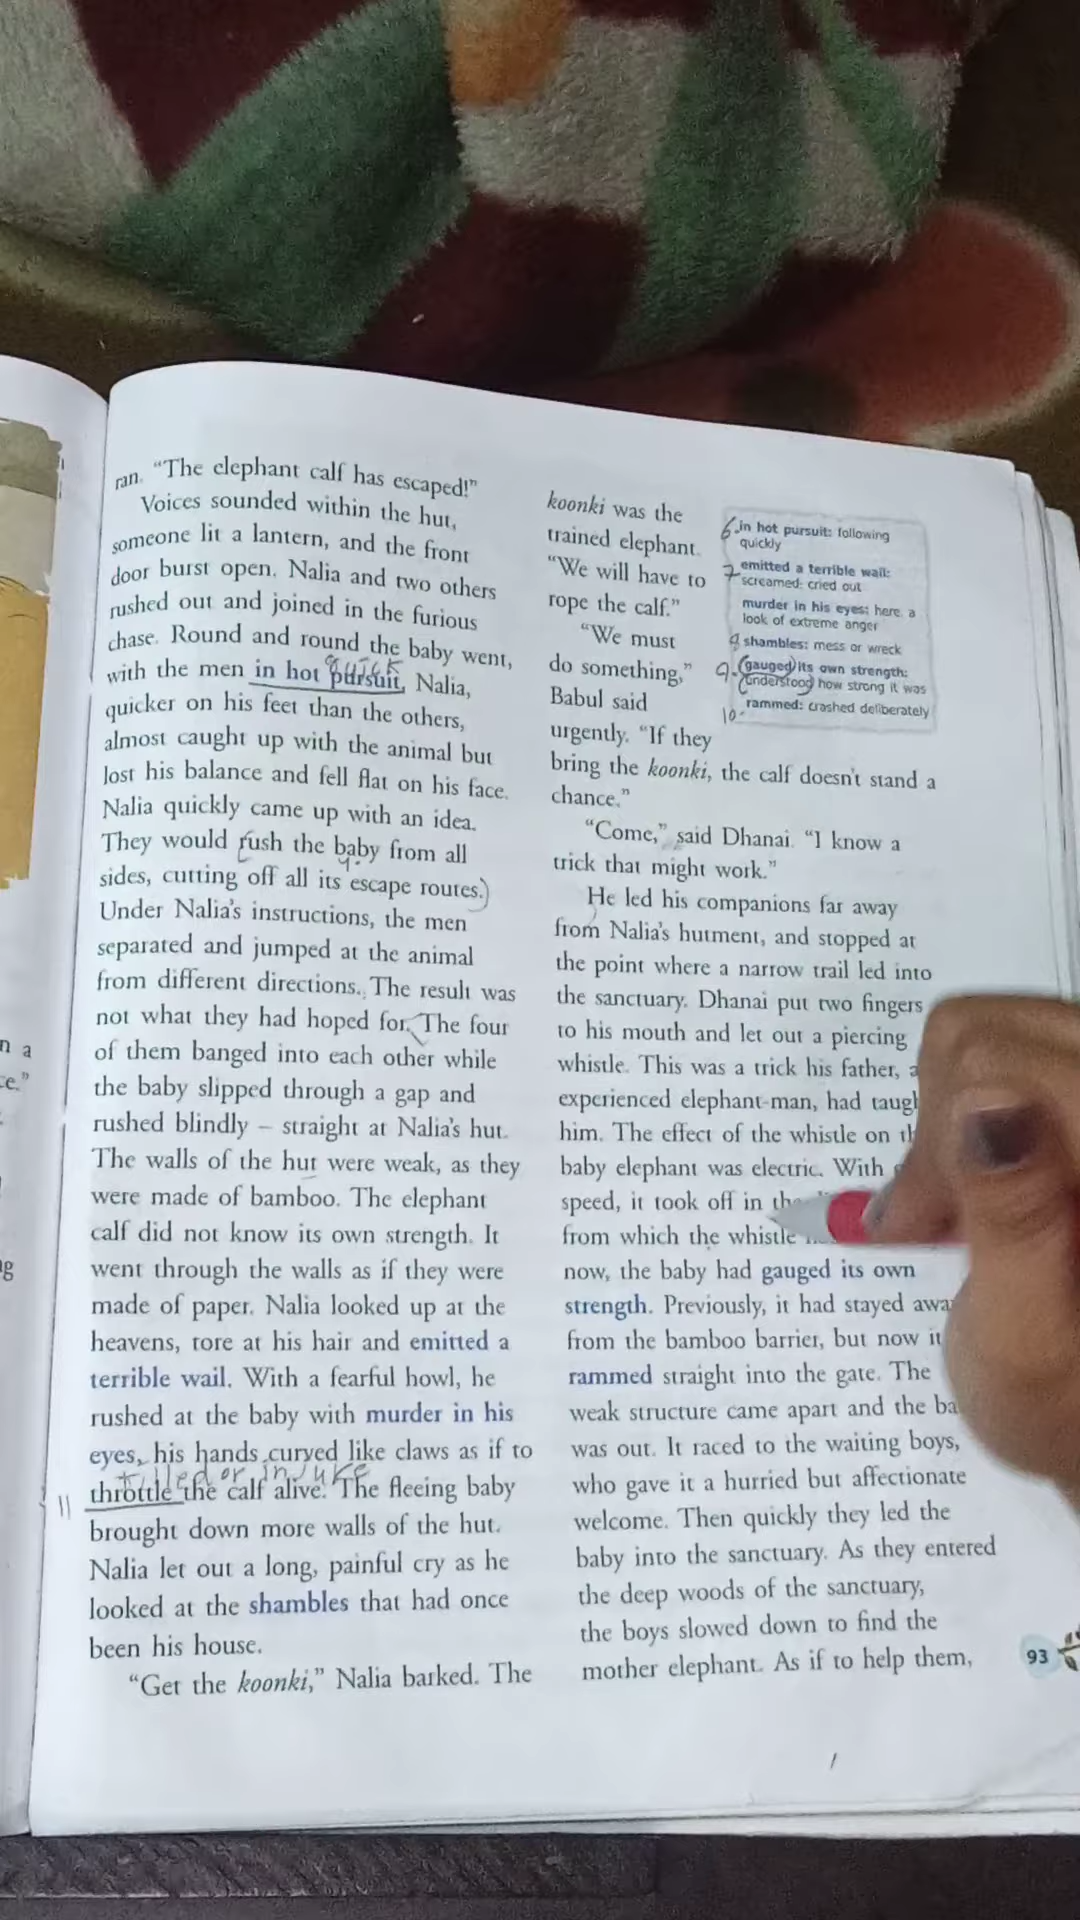 ran. “The elephant calf has escaped!”
Voices sounded within the hut,
someone lit a lantern, and the front
door burst open. Nalia and two others
rushed out and joined in the furious
chase. Round and round the baby went,
quick
with the men in hot pursuit. Nalia,
quicker on his feet than the others,
almost caught up with the animal but
lost his balance and fell flat on his face.
Nalia quickly came up with an idea.
They would rush the baby from all
sides, cutting off all its escape routes.)
Under Nalia’s instructions, the men
separated and jumped at the animal
from different directions. The result was
not what they had hoped for. The four
of them banged into each other while
the baby slipped through a gap and
rushed blindly – straight at Nalia’s hut.
The walls of the hut were weak, as they
were made of bamboo. The elephant
calf did not know its own strength. It
went through the walls as if they were
made of paper. Nalia looked up at the
heavens, tore at his hair and emitted a
terrible wail. With a fearful howl, he
rushed at the baby with murder in his
eyes, his hands curved like claws as if to
or
11 throttle the calf alive. The fleeing baby
brought down more walls of the hut.
Nalia let out a long, painful cry as he
looked at the shambles that had once
been his house.
“Get the koonki,” Nalia barked. The
koonki was the
trained elephant.
“We will have to
rope the calf.”
“We must
do something,”
Babul said
urgently. “If they
bring the koonki, the calf doesn’t stand a
chance.”
“Come,” said Dhanai. “I know a
trick that might work.”
He led his companions far away
from Nalia’s hutment, and stopped at
the point where a narrow trail led into
the sanctuary. Dhanai put two fingers
to his mouth and let out a piercing
whistle. This was a trick his father, a
experienced elephant-man, had taugh
him. The effect of the whistle on th
baby elephant was electric. With
speed, it took off in the
from which the whistle
now, the baby had gauged its own
strength. Previously, it had stayed awa
from the bamboo barrier, but now it
rammed straight into the gate. The
weak structure came apart and the ba
was out. It raced to the waiting boys,
who gave it a hurried but affectionate
welcome. Then quickly they led the
baby into the sanctuary. As they entered
the deep woods of the sanctuary,
the boys slowed down to find the
mother elephant. As if to help them,
6. in hot pursuit: following
quickly
7 emitted a terrible wail:
screamed; cried out
murder in his eyes: here, a
look of extreme anger
9 shambles: mess or wreck
9. (gauged) its own strength:
(understood) how strong it was
10- rammed: crashed deliberately
93
n a
ce.”
g